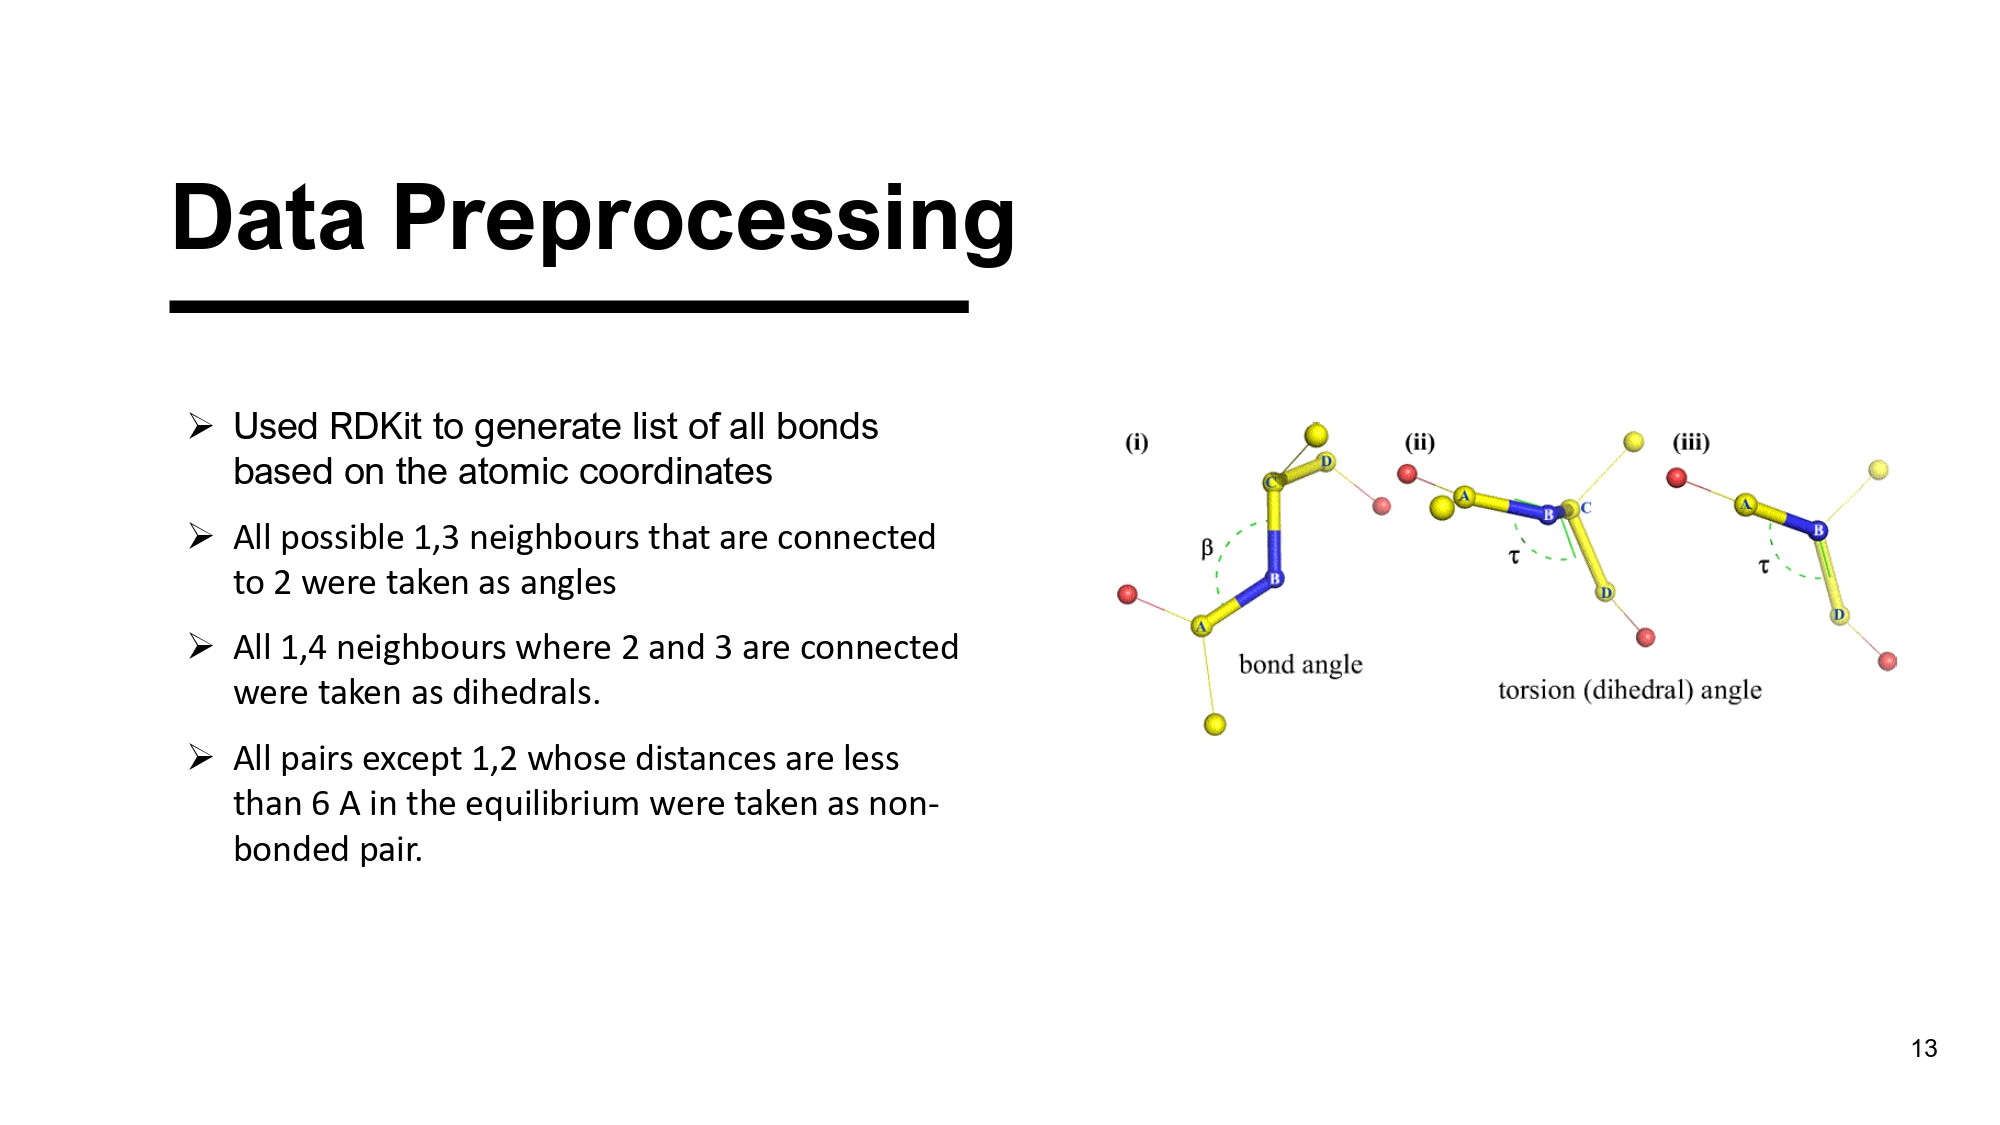 Data Preprocessing
➢ Used RDKit to generate list of all bonds
based on the atomic coordinates
➢ All possible 1,3 neighbours that are connected
to 2 were taken as angles
➢ All 1,4 neighbours where 2 and 3 are connected
were taken as dihedrals.
➢ All pairs except 1,2 whose distances are less
than 6 A in the equilibrium were taken as non-
bonded pair.
(i)
D
C
β
B
A
bond angle
(ii)
A
B
C
τ
D
(iii)
A
B
τ
D
torsion (dihedral) angle
13